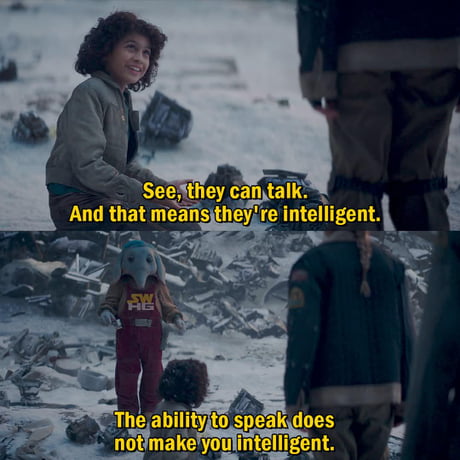 See, they can talk.
And that means they're intelligent.
SW
HG
The ability to speak does
not make you intelligent.